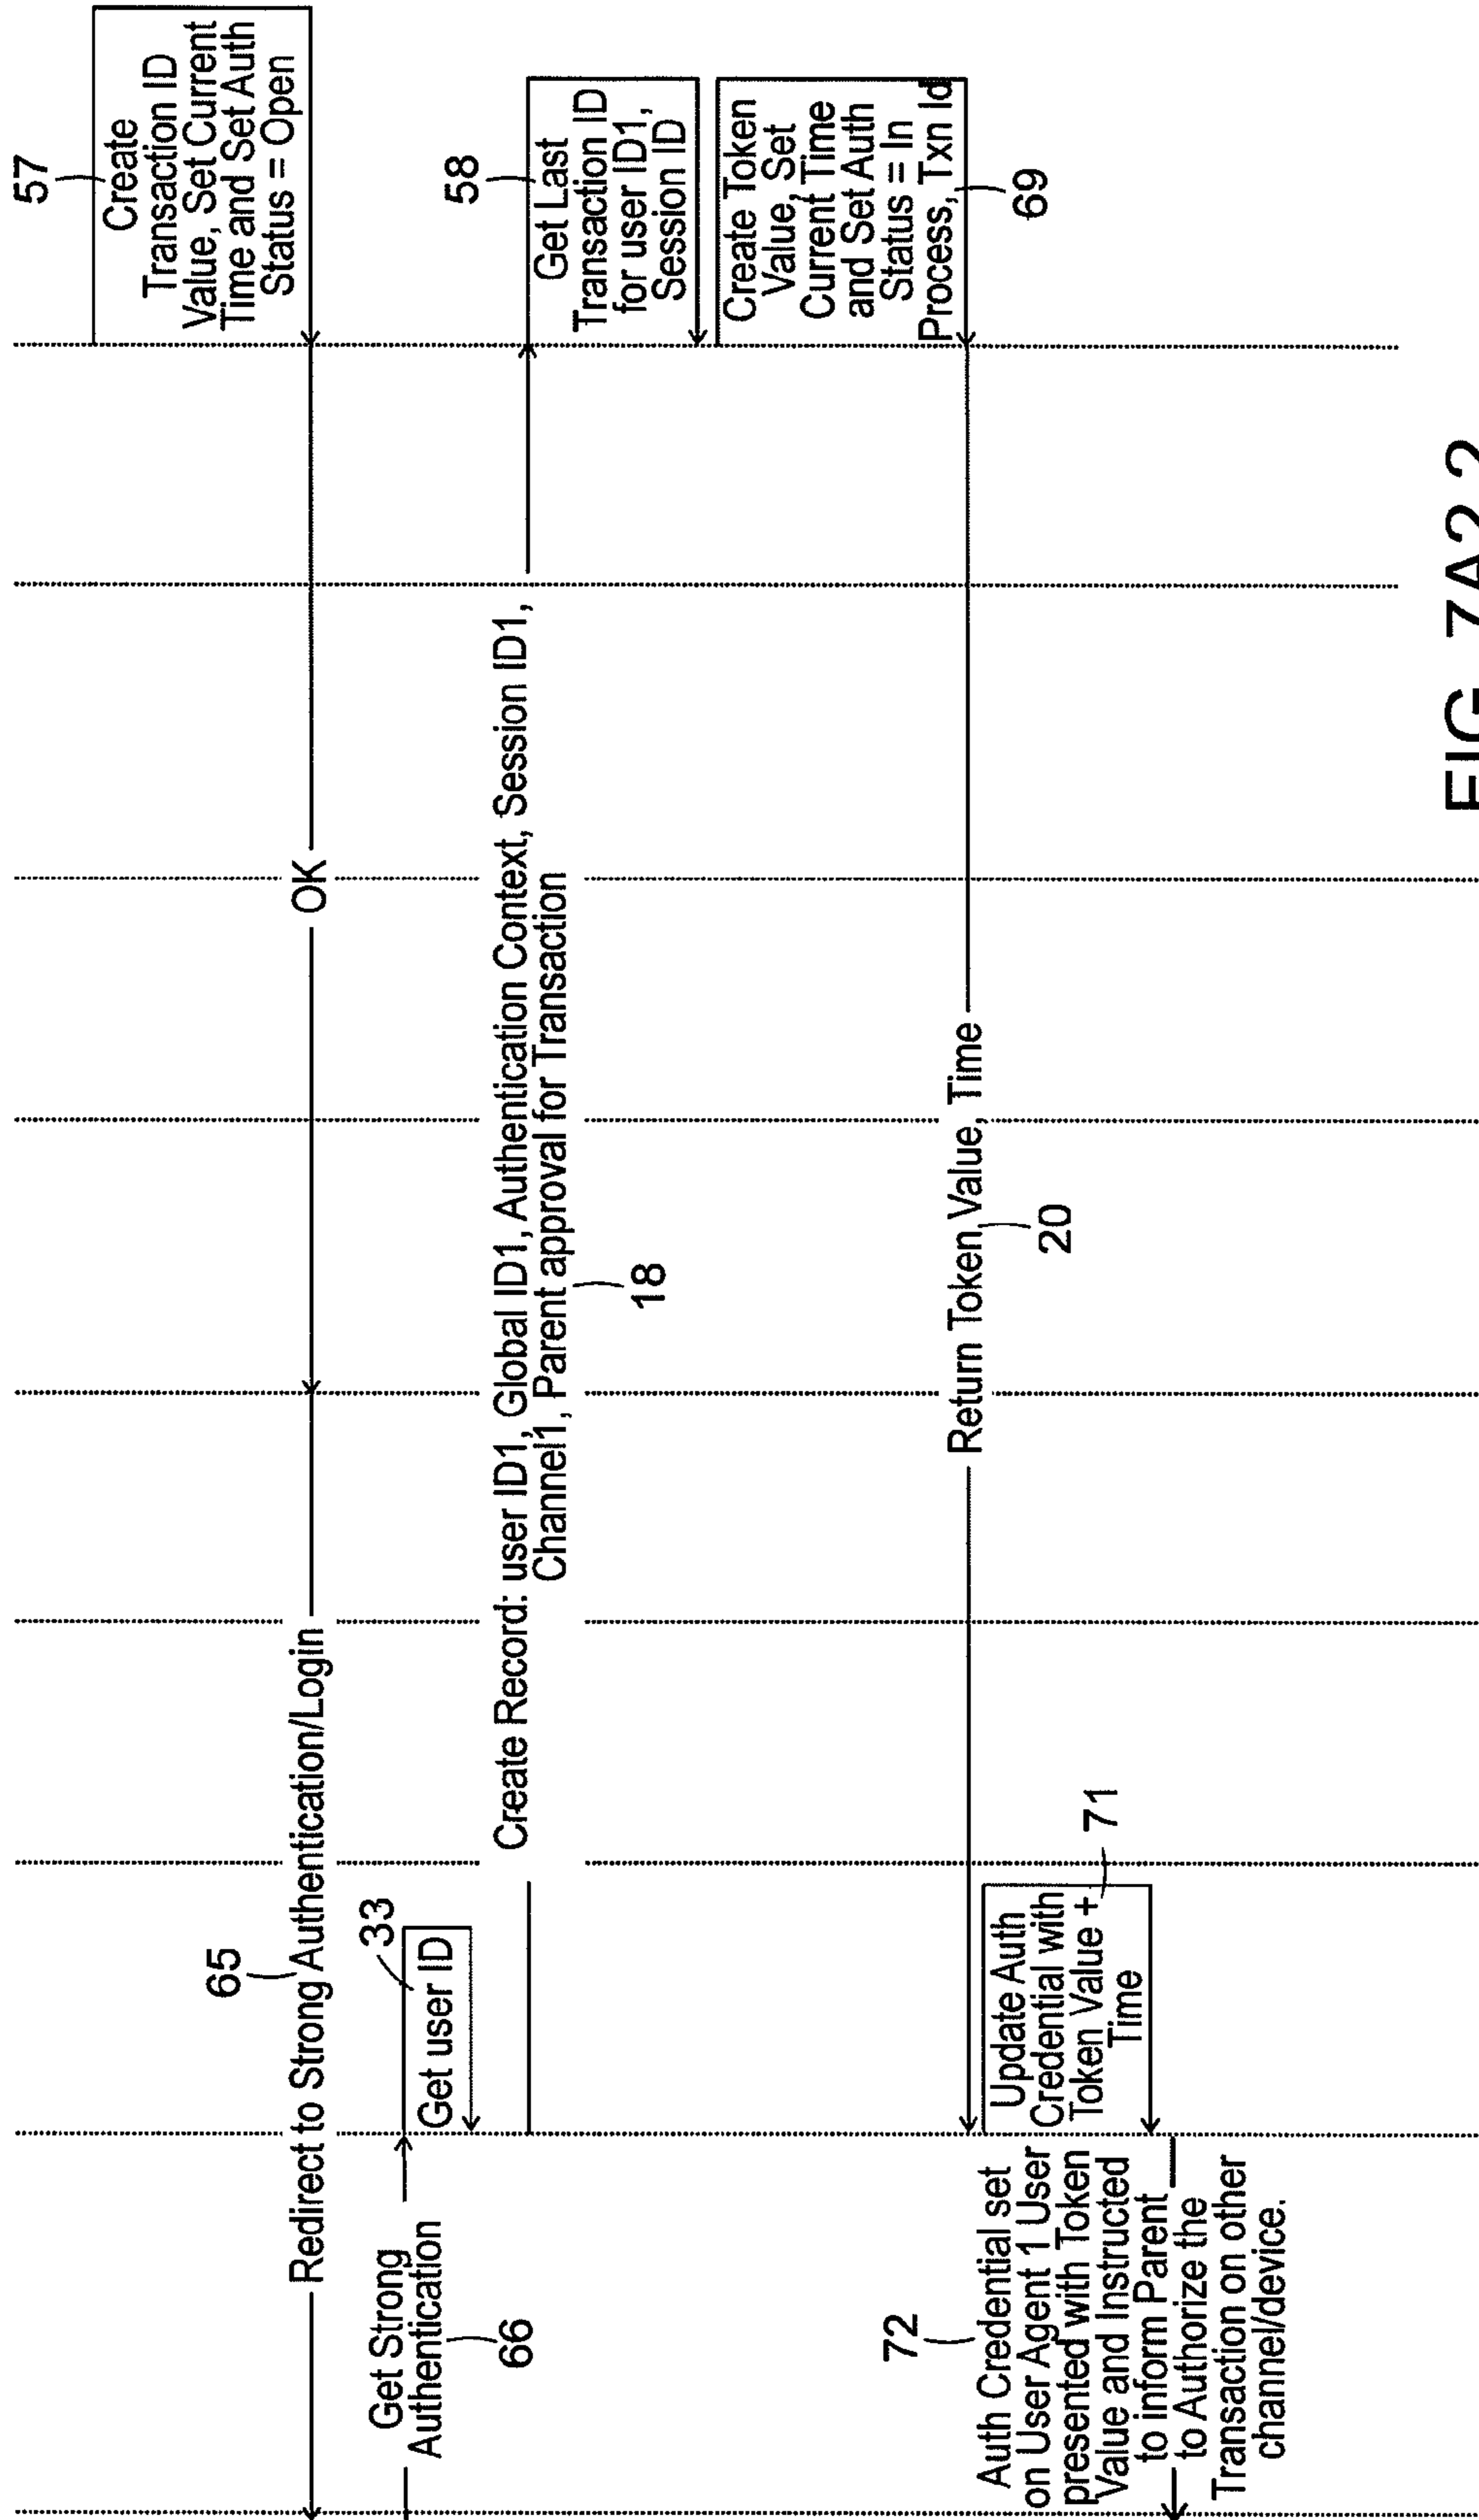 57
Create
Transaction ID
Value, Set Current
Time and Set Auth
Status = Open
OK
65
Redirect to Strong Authentication/Login
Get Strong
Authentication
66
33
Get user ID
Create Record: user ID1, Global ID1, Authentication Context, Session ID1,
Channel1, Parent approval for Transaction
18
58
Get Last
Transaction ID
for user ID1,
Session ID
Create Token
Value, Set
Current Time
and Set Auth
Status = In
Process, Txn Id
69
Return Token Value, Time
20
Update Auth
Credential with
Token Value +
Time
71
72
Auth Credential set
on User Agent 1 User
presented with Token
Value and Instructed
to inform Parent
to Authorize the
Transaction on other
channel/device.
FIG. 7A2.2